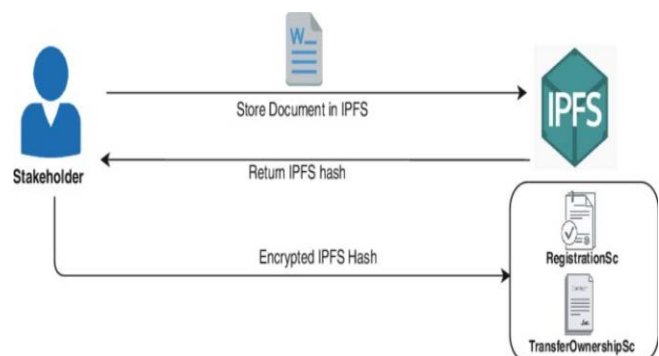 W
Store Document in IPFS
IPFS
Stakeholder
Return IPFS hash
Encrypted IPFS Hash
RegistrationSc
TransferOwnershipSc